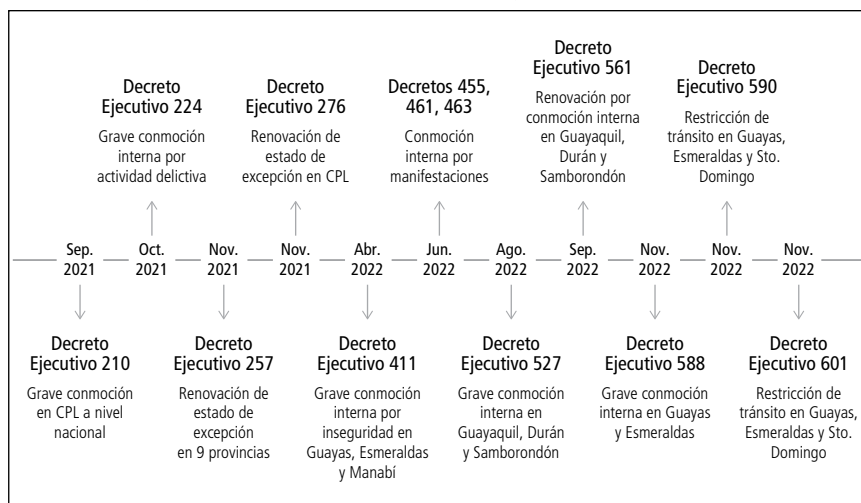 Decreto
Ejecutivo 224
Grave conmoción
interna por
actividad delictiva
Decreto
Ejecutivo 276
Renovación de
estado de
excepción en CPL
Decretos 455,
461, 463
Conmoción
interna por
manifestaciones
Decreto
Ejecutivo 561
Renovación por
conmoción interna
en Guayaquil,
Durán y
Samborondón
Decreto
Ejecutivo 590
Restricción de
tránsito en Guayas,
Esmeraldas y Sto.
Domingo
Sep.
2021
Oct.
2021
Nov.
2021
Nov.
2021
Abr.
2022
Jun.
2022
Ago.
2022
Sep.
2022
Nov.
2022
Nov.
2022
Nov.
2022
Decreto
Ejecutivo 210
Grave conmoción
en CPL a nivel
nacional
Decreto
Ejecutivo 257
Renovación de
estado de
excepción
en 9 provincias
Decreto
Ejecutivo 411
Grave conmoción
interna por
inseguridad en
Guayas, Esmeraldas
y Manabí
Decreto
Ejecutivo 527
Grave conmoción
interna en
Guayaquil, Durán
y Samborondón
Decreto
Ejecutivo 588
Grave conmoción
interna en Guayas
y Esmeraldas
Decreto
Ejecutivo 601
Restricción de
tránsito en Guayas,
Esmeraldas y Sto.
Domingo